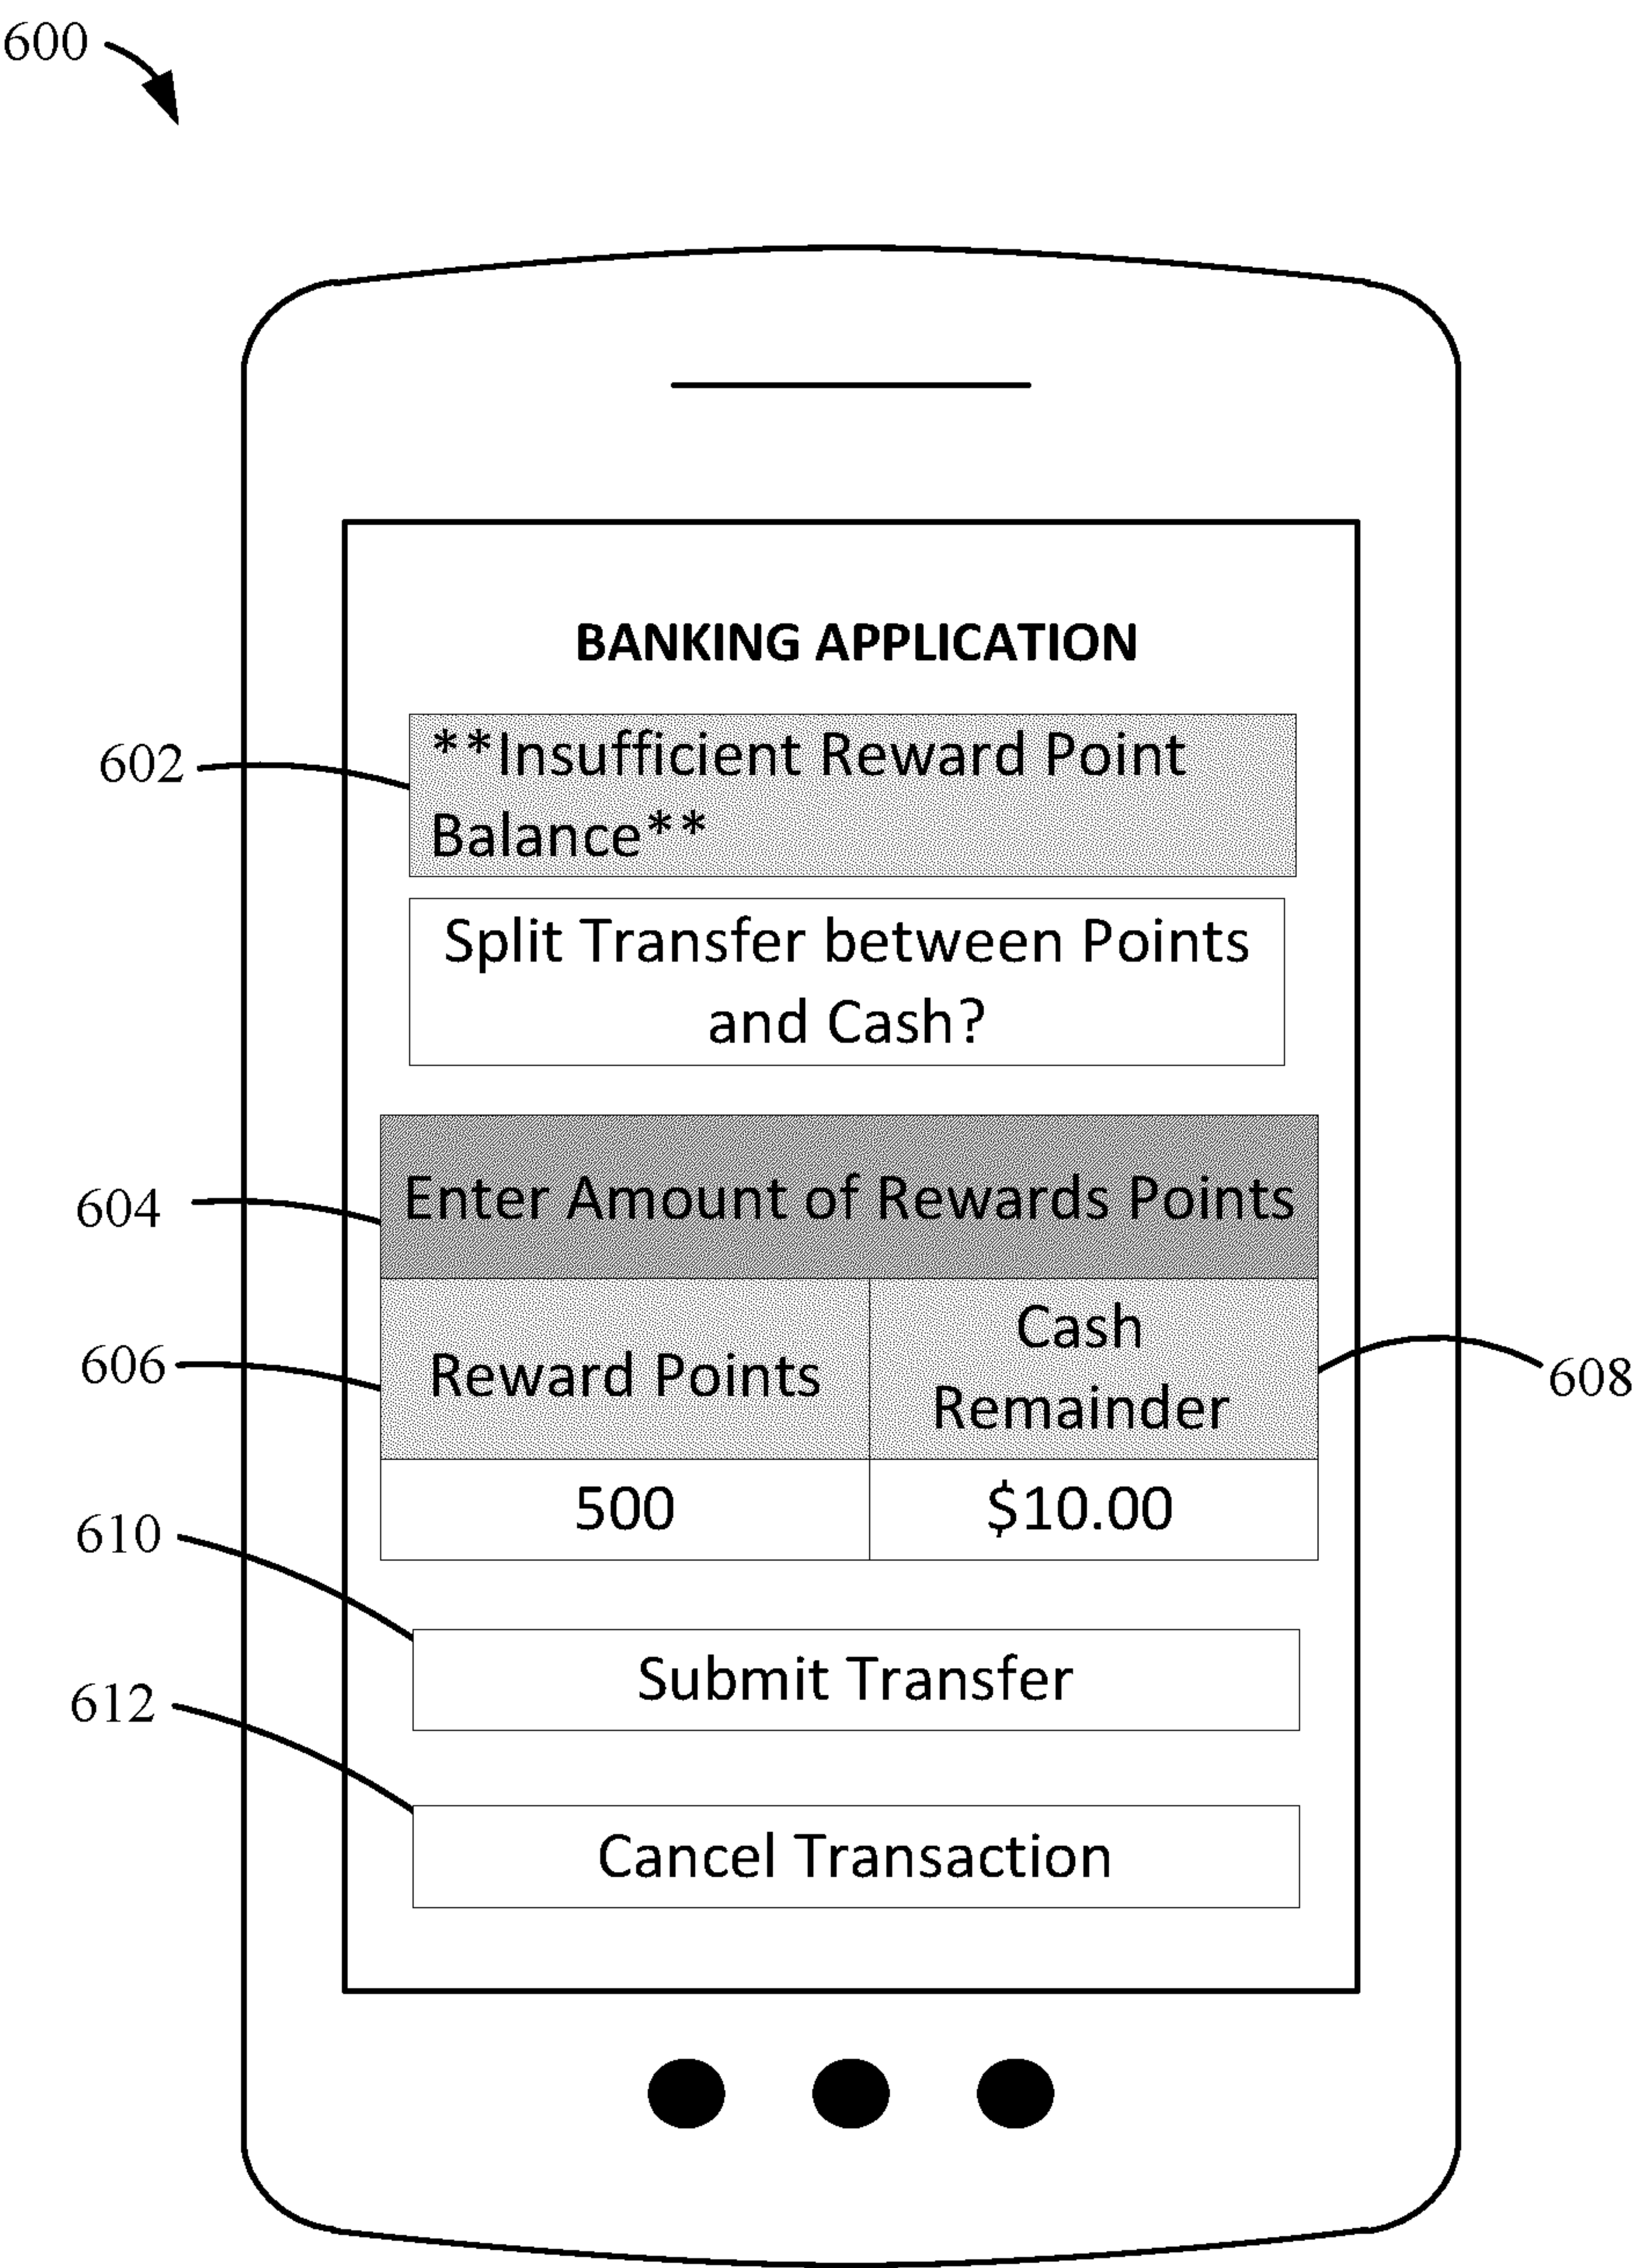 600
BANKING APPLICATION
602
**Insufficient Reward Point
Balance**
Split Transfer between Points
and Cash?
604
Enter Amount of Rewards Points
606
Reward Points
Cash
Remainder
608
500
$10.00
610
Submit Transfer
612
Cancel Transaction